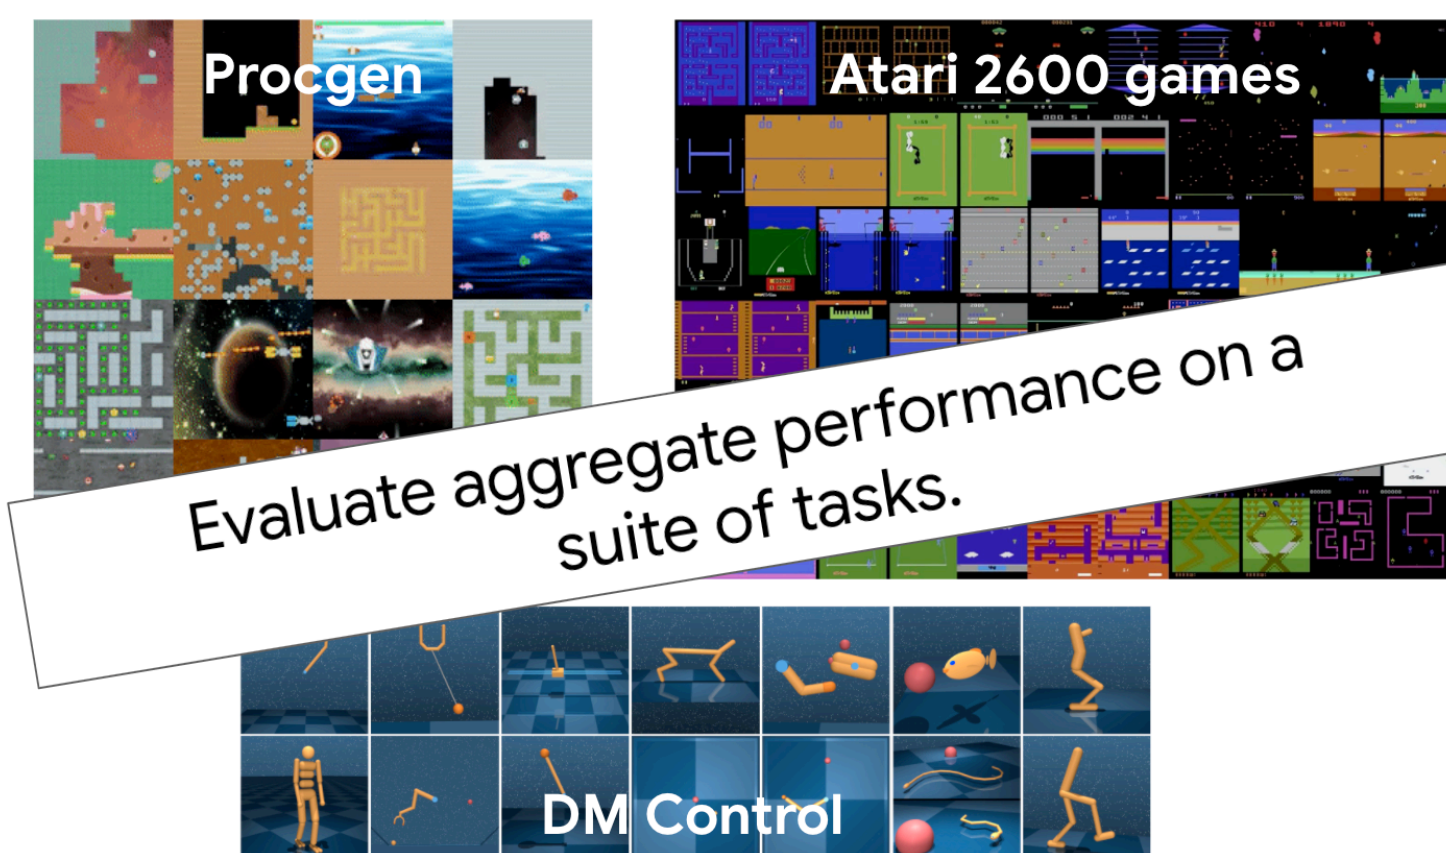 Procgen
Atari 2600 games
Evaluate aggregate performance on a
suite of tasks.
DM Control